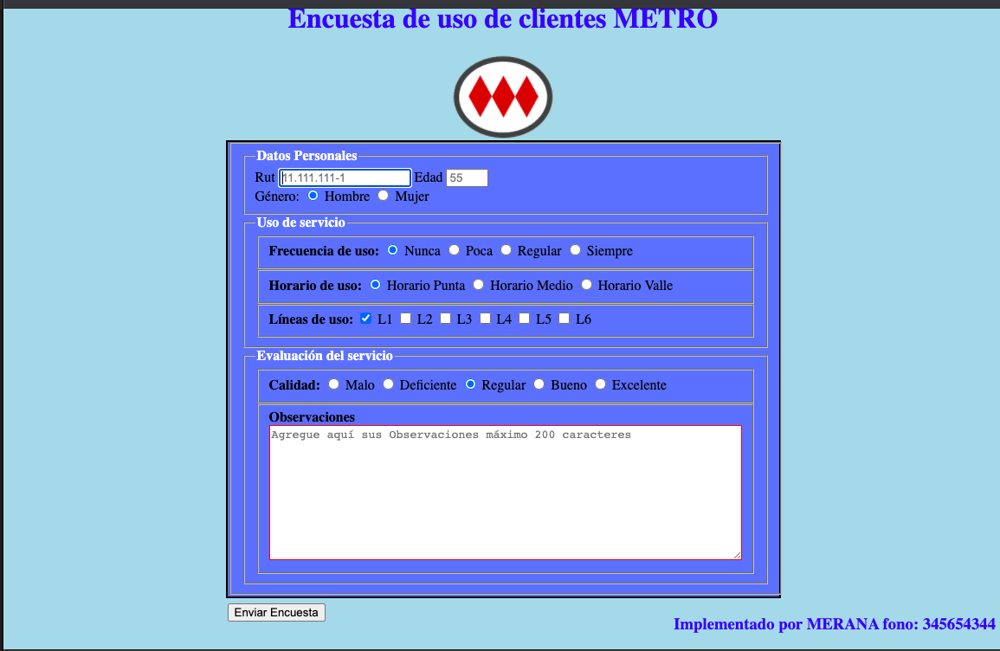 Encuesta de uso de clientes METRO
Datos Personales
Rut 11.111.111-1 Edad 55
Género: Hombre Mujer
Uso de servicio
Frecuencia de uso: Nunca Poca Regular Siempre
Horario de uso: Horario Punta Horario Medio Horario Valle
Líneas de uso: L1 L2 L3 L4 L5 L6
Evaluación del servicio
Calidad: Malo Deficiente Regular Bueno Excelente
Observaciones
Agregue aquí sus Observaciones máximo 200 caracteres
Enviar Encuesta
Implementado por MERANA fono: 345654344